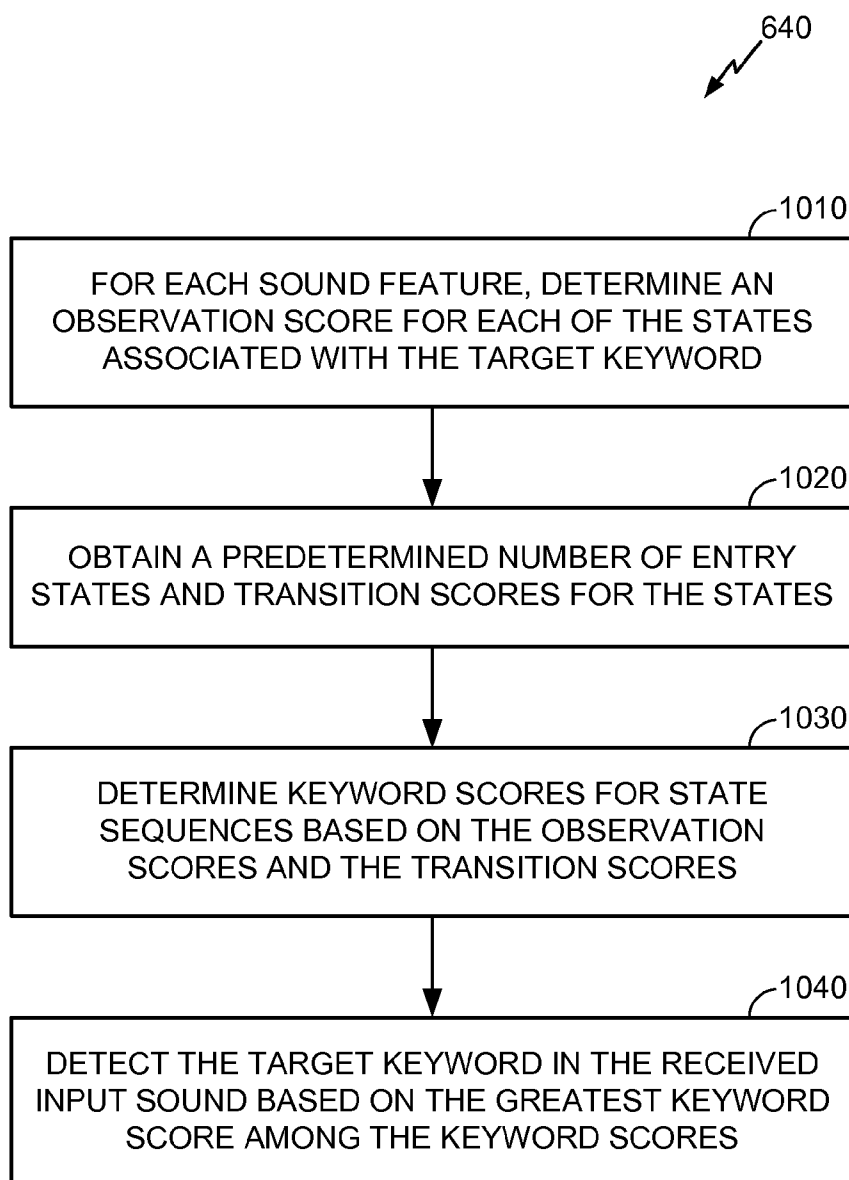 640
1010
FOR EACH SOUND FEATURE, DETERMINE AN
OBSERVATION SCORE FOR EACH OF THE STATES
ASSOCIATED WITH THE TARGET KEYWORD
1020
OBTAIN A PREDETERMINED NUMBER OF ENTRY
STATES AND TRANSITION SCORES FOR THE STATES
1030
DETERMINE KEYWORD SCORES FOR STATE
SEQUENCES BASED ON THE OBSERVATION
SCORES AND THE TRANSITION SCORES
1040
DETECT THE TARGET KEYWORD IN THE RECEIVED
INPUT SOUND BASED ON THE GREATEST KEYWORD
SCORE AMONG THE KEYWORD SCORES